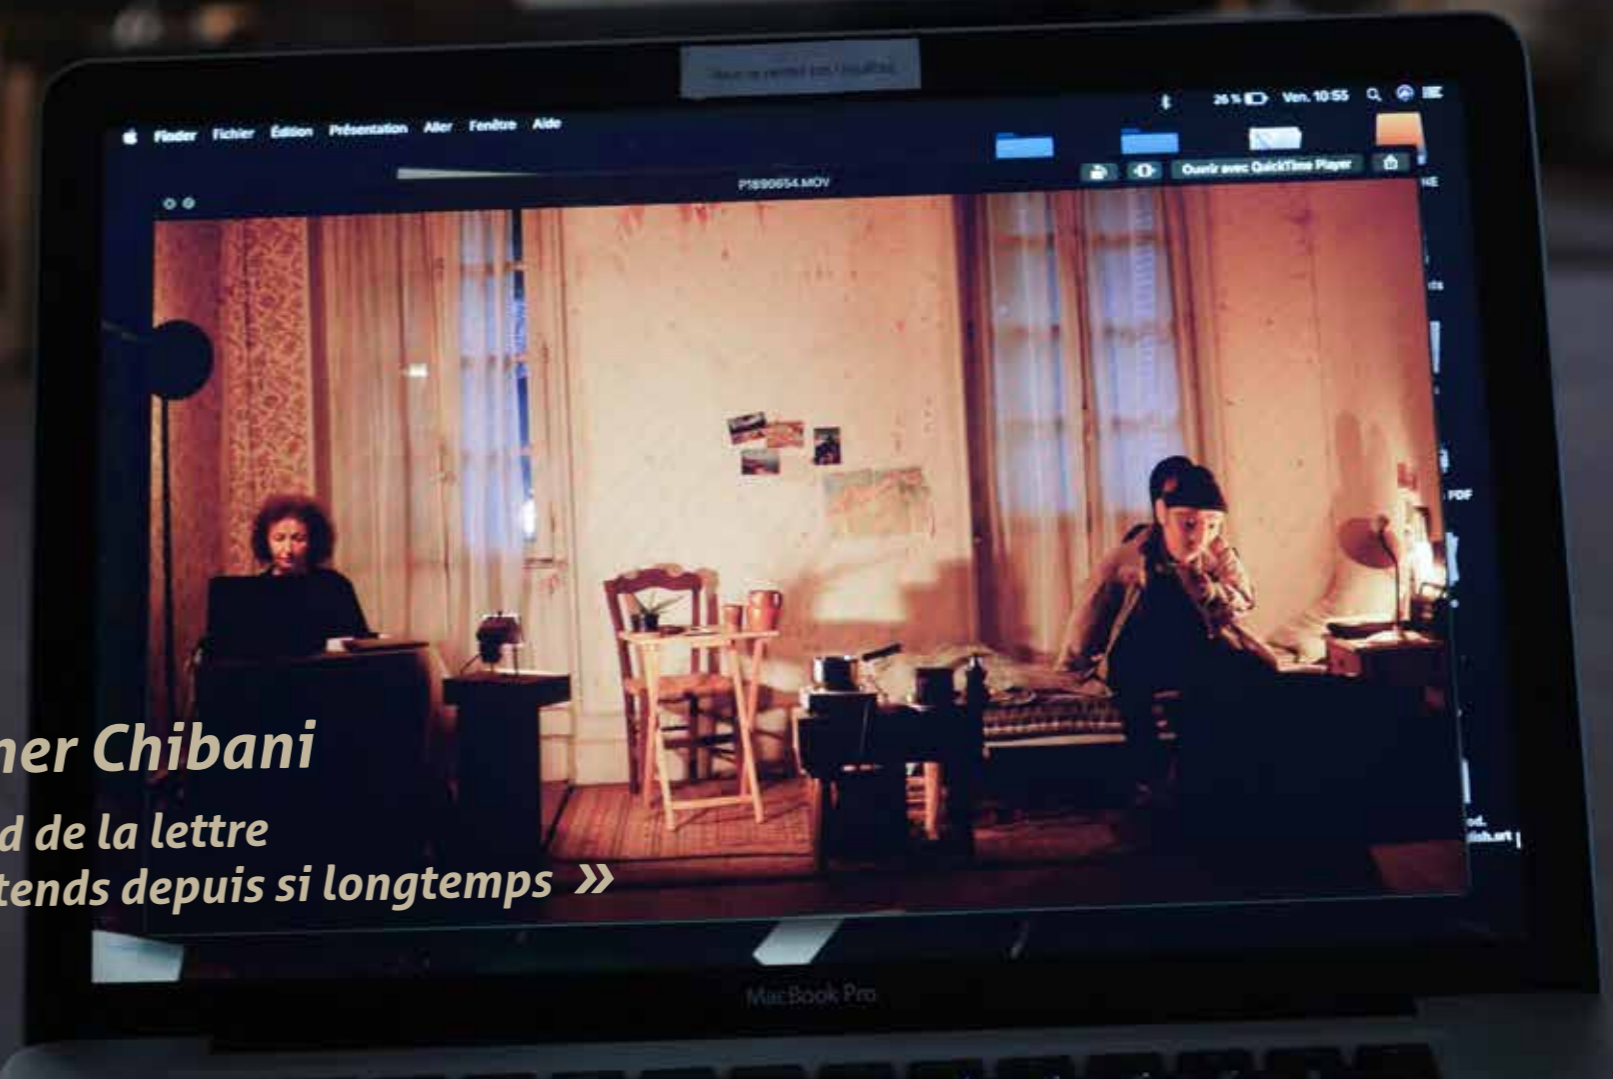 Finder Fichier Édition Présentation Aller Fenêtre Aide
26 % Ven. 10:55
P1890654.MOV
Ouvrir avec QuickTime Player
NE
PDF
ner Chibani
d de la lettre
tends depuis si longtemps »
MacBook Pro